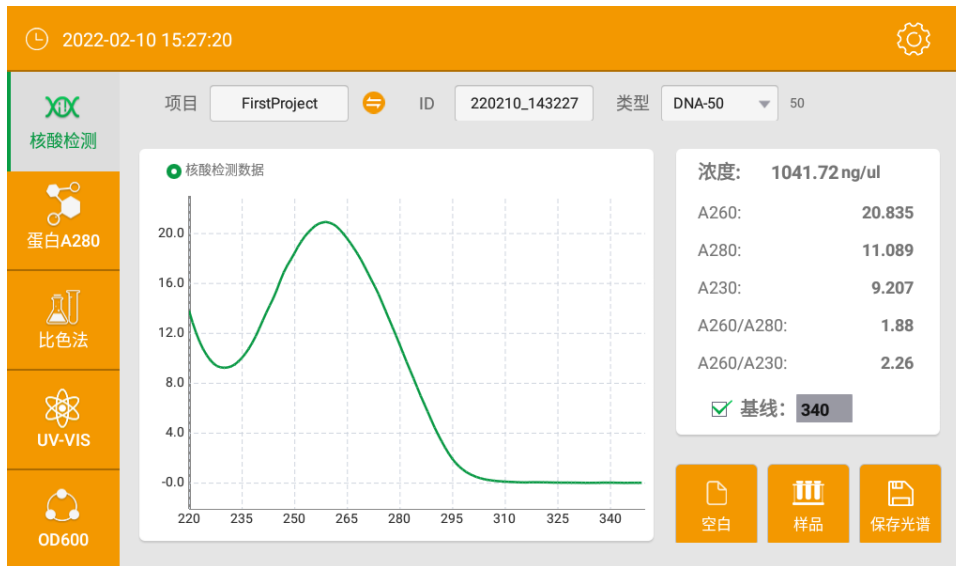 2022-02-10 15:27:20
核酸检测
蛋白A280
比色法
UV-VIS
OD600
项目 FirstProject ID 220210_143227 类型 DNA-50 50
核酸检测数据
20.0
16.0
12.0
8.0
4.0
-0.0
220 235 250 265 280 295 310 325 340
浓度: 1041.72 ng/ul
A260: 20.835
A280: 11.089
A230: 9.207
A260/A280: 1.88
A260/A230: 2.26
基线: 340
空白 样品 保存光谱